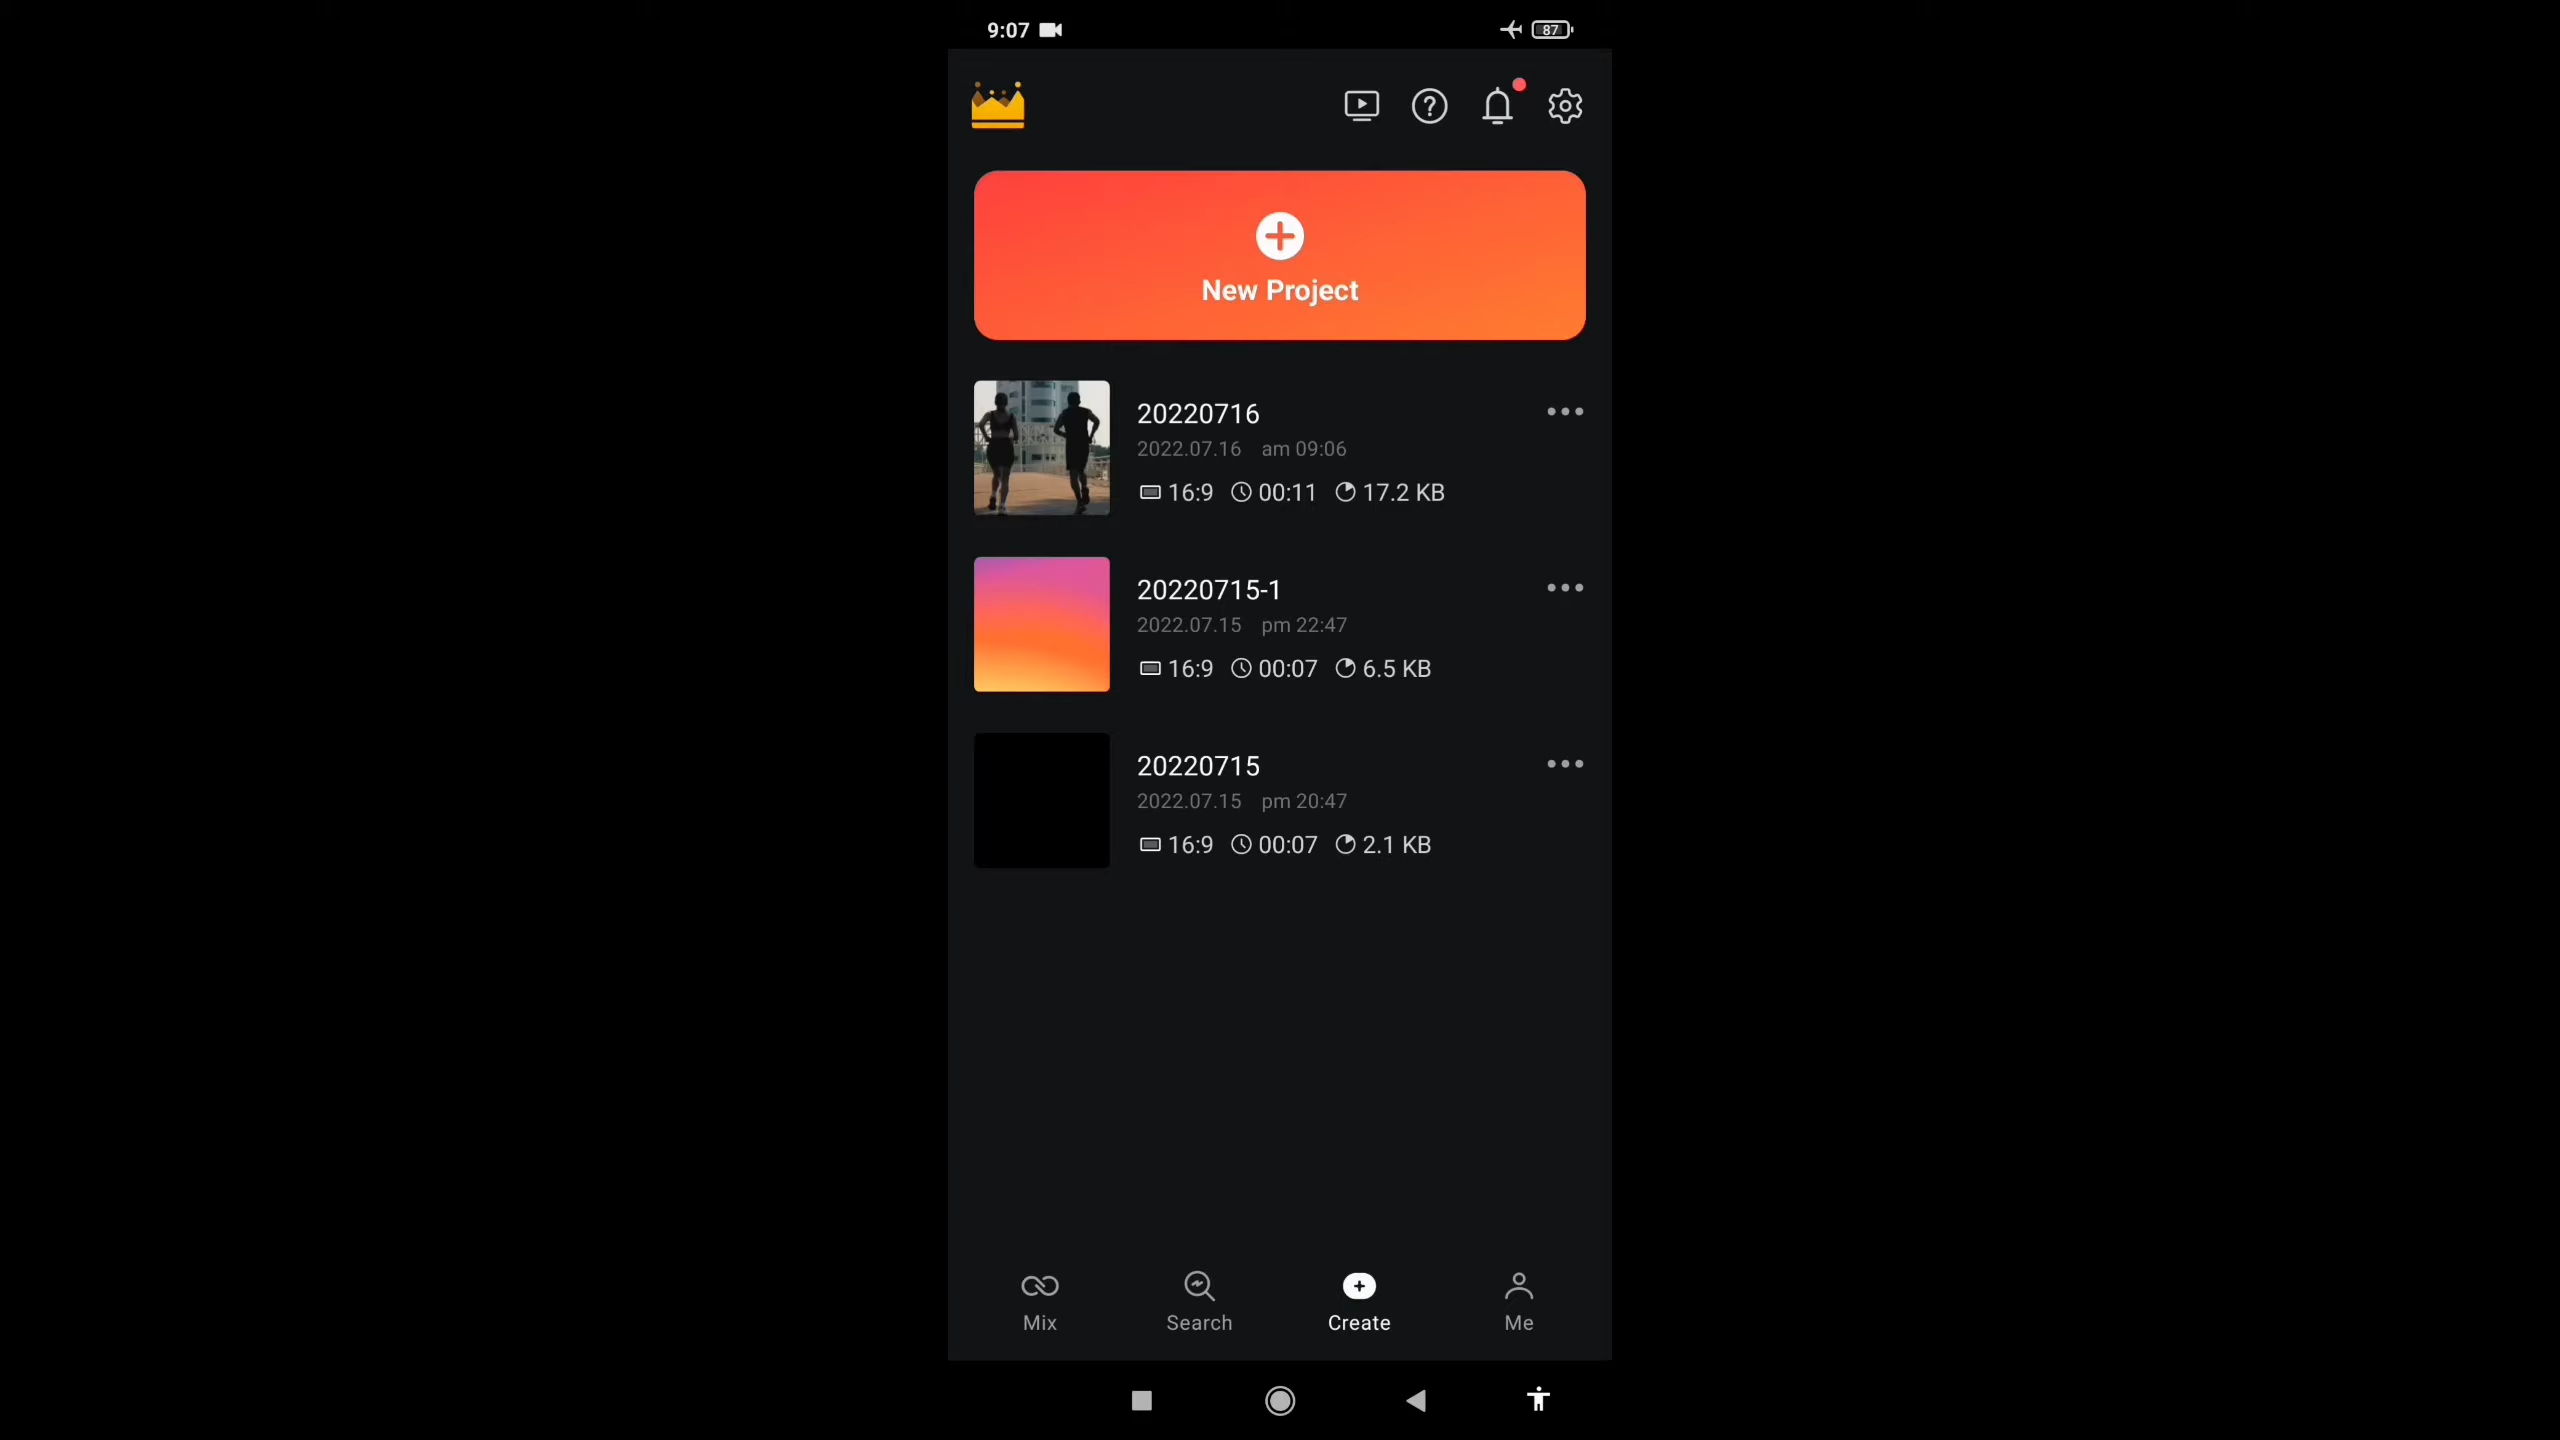 9:07
87
New Project
20220716
2022.07.16 am 09:06
16:9 00:11 17.2 KB
20220715-1
2022.07.15 pm 22:47
16:9 00:07 6.5 KB
20220715
2022.07.15 pm 20:47
16:9 00:07 2.1 KB
Mix Search Create Me